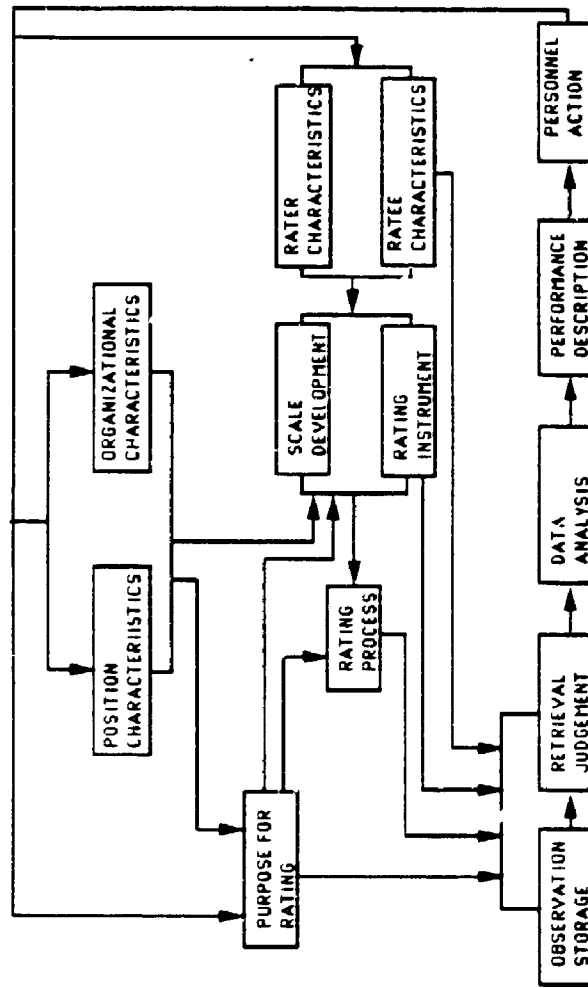 POSITION
CHARACTERIISTICS
ORGANIZATIONAL
CHARACTERISTICS
PURPOSE FOR
RATING
SCALE
DEVELOPMENT
RATER
CHARACTERISTICS
RATING
PROCESS
RATING
INSTRUMENT
RATEE
CHARACTERISTICS
OBSERVATION
STORAGE
RETRIEVAL
JUDGEMENT
DATA
ANALYSIS
PERFORMANCE
DESCRIPTION
PERSONNEL
ACTION